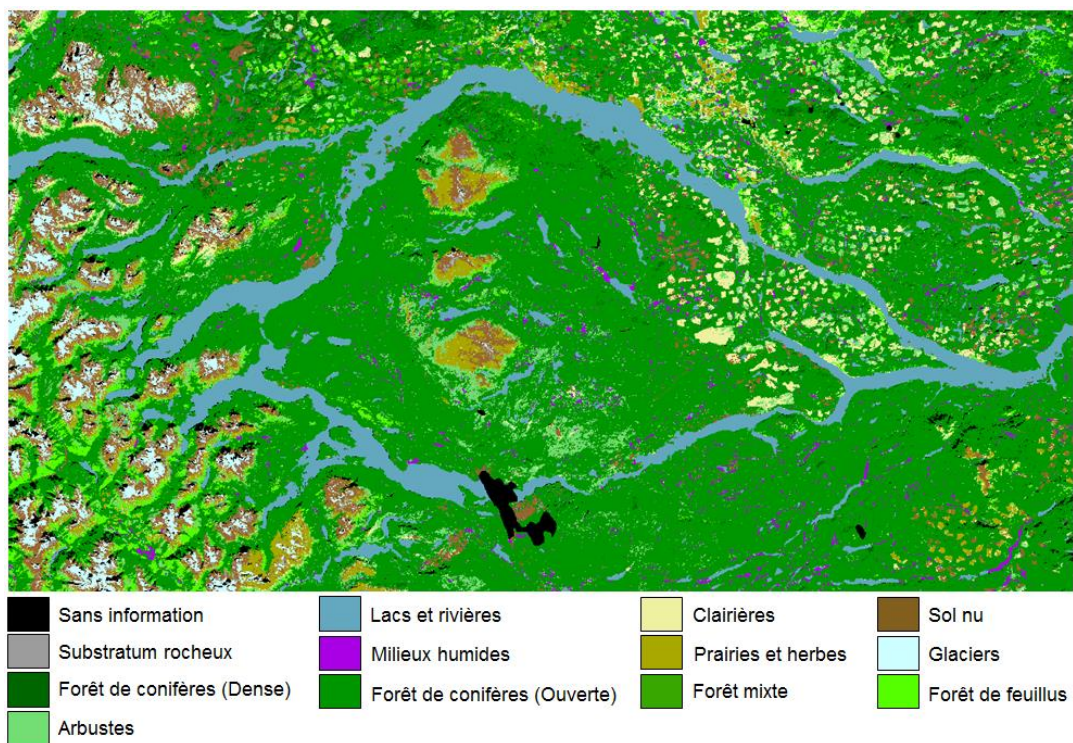 Sans information
Lacs et rivières
Clairières
Sol nu
Substratum rocheux
Milieux humides
Prairies et herbes
Glaciers
Forêt de conifères (Dense)
Forêt de conifères (Ouverte)
Forêt mixte
Forêt de feuillus
Arbustes